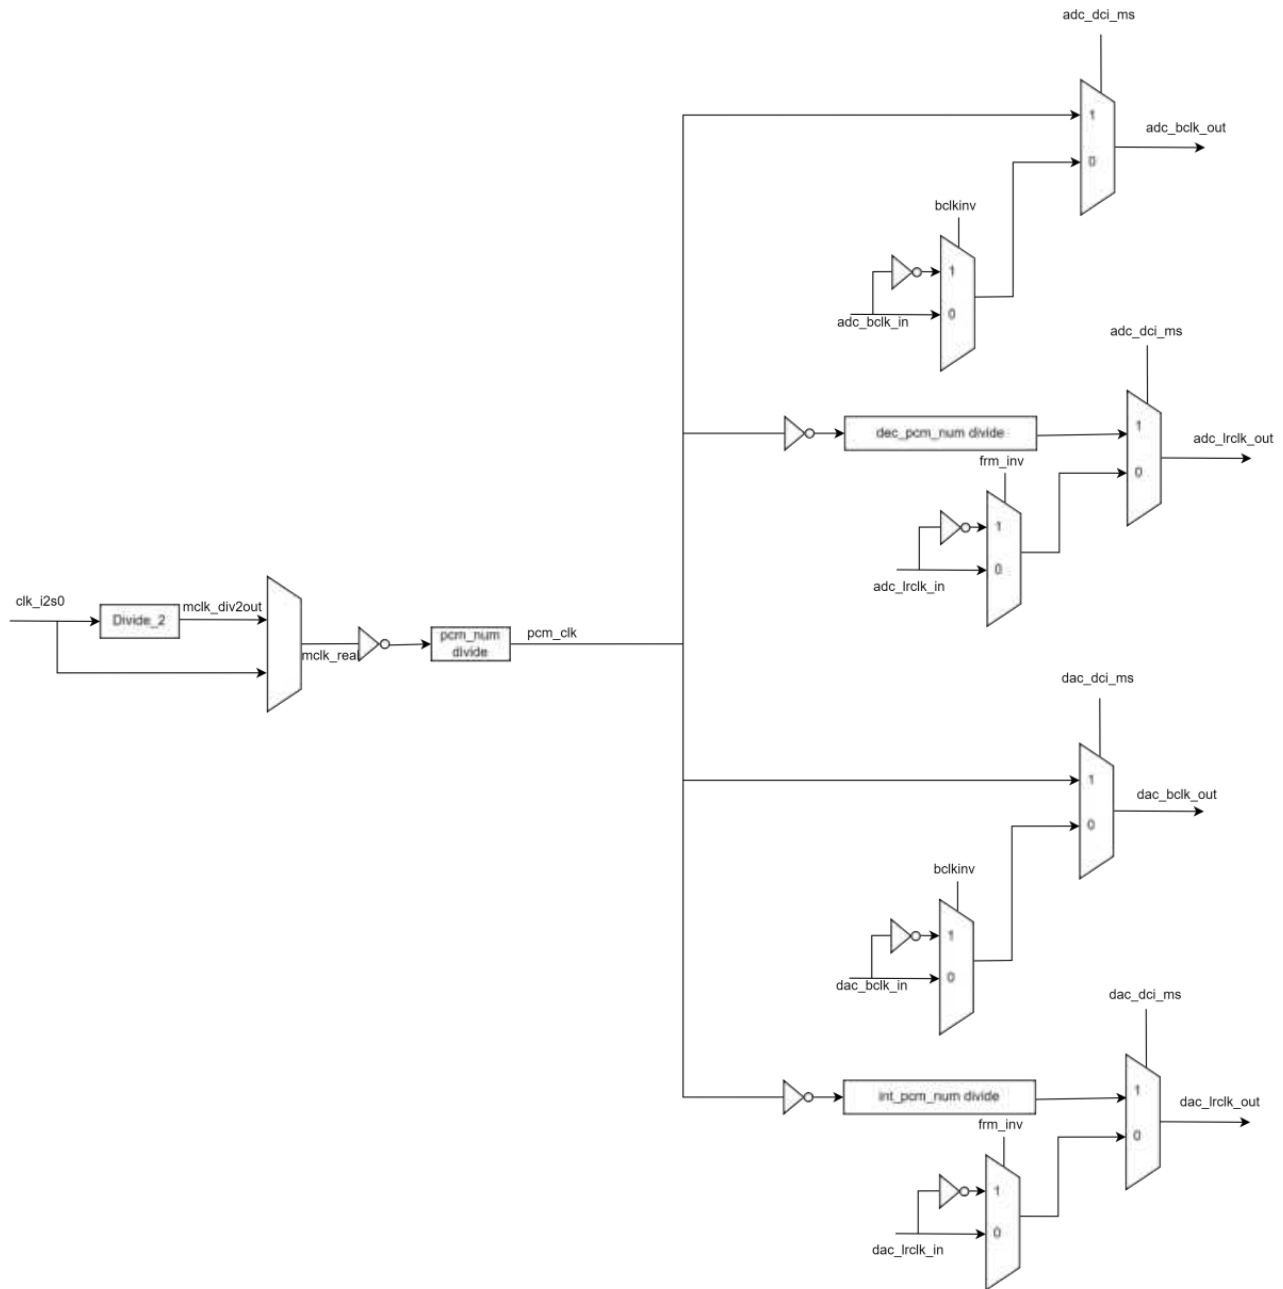 adc_dci_ms
1
adc_bclk_out
0
bclkinv
1
0
adc_bclk_in
adc_dci_ms
1
dec_pcm_num divide
adc_lrclk_out
frm_inv
0
1
0
adc_lrclk_in
clk_i2s0
mclk_div2out
Divide_2
pcm_num
divide
pcm_clk
mclk_real
dac_dci_ms
1
dac_bclk_out
0
bclkinv
1
0
dac_bclk_in
dac_dci_ms
1
int_pcm_num divide
dac_lrclk_out
frm_inv
0
1
0
dac_lrclk_in